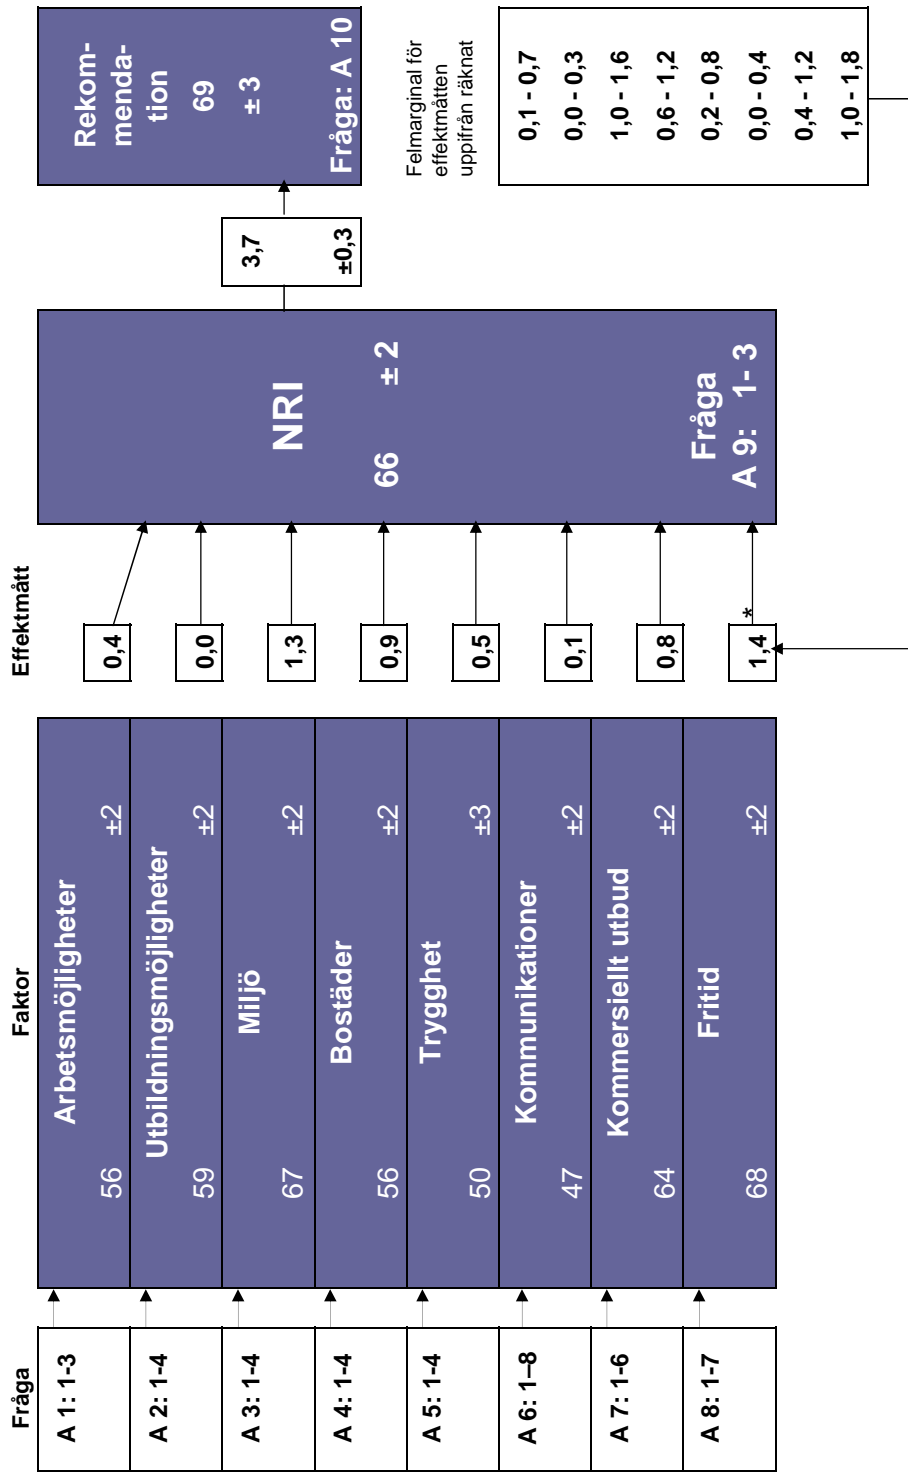 Fråga
Faktor
Effektmått
A 1: 1-3
Arbetsmöjligheter
56 ±2
0,4
A 2: 1-4
Utbildningsmöjligheter
59 ±2
0,0
A 3: 1-4
Miljö
67 ±2
1,3
A 4: 1-4
Bostäder
56 ±2
0,9
A 5: 1-4
Trygghet
50 ±3
0,5
A 6: 1–8
Kommunikationer
47 ±2
0,1
A 7: 1-6
Kommersiellt utbud
64 ±2
0,8
A 8: 1-7
Fritid
68 ±2
1,4 *
NRI
66 ± 2
Fråga
A 9: 1- 3
3,7
±0,3
Rekom-
menda-
tion
69
± 3
Fråga: A 10
Felmarginal för
effektmåtten
uppifrån räknat
0,1 - 0,7
0,0 - 0,3
1,0 - 1,6
0,6 - 1,2
0,2 - 0,8
0,0 - 0,4
0,4 - 1,2
1,0 - 1,8